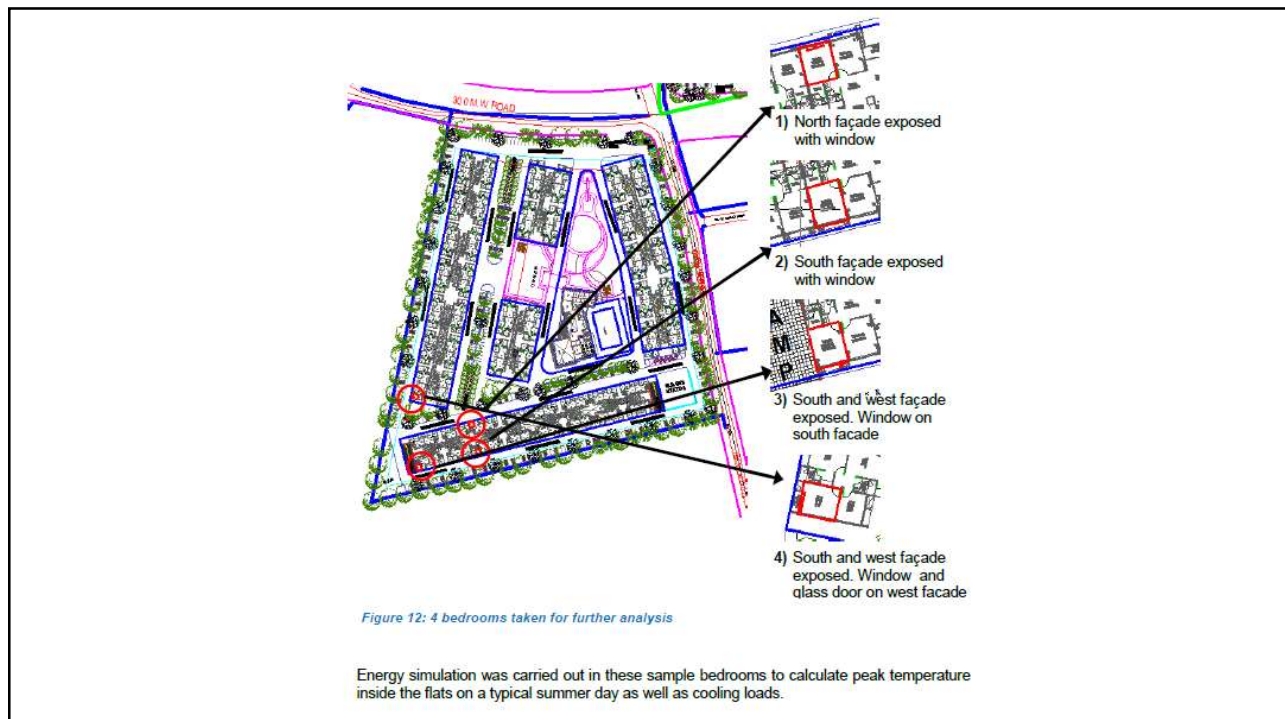 30.0 M.W. ROAD
1) North façade exposed
with window
2) South façade exposed
with window
A
M
P
3) South and west façade
exposed. Window on
south facade
4) South and west façade
exposed. Window and
glass door on west facade
Figure 12: 4 bedrooms taken for further analysis
Energy simulation was carried out in these sample bedrooms to calculate peak temperature
inside the flats on a typical summer day as well as cooling loads.